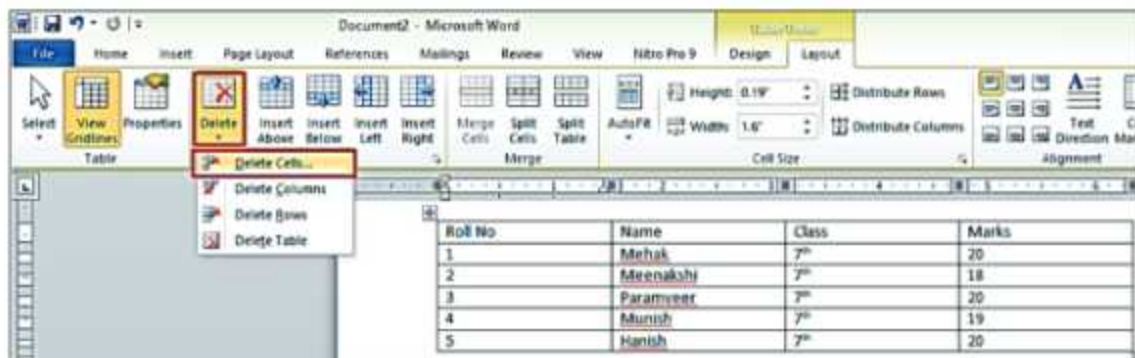 Document2 - Microsoft Word
File Home Insert Page Layout References Mailings Review View Nitro Pro 9 Design Layout
Select View Gridlines Properties Delete Insert Above Insert Below Insert Left Insert Right Merge Cells Split Cells Split Table AutoFit Height: 0.19" Width: 1.6" Distribute Rows Distribute Columns Text Direction
Table Merge Cell Size Alignment
Delete Cells...
Delete Columns
Delete Rows
Delete Table
Roll No Name Class Marks
1 Mehak 7th 20
2 Meenakshi 7th 18
3 Paramveer 7th 20
4 Munish 7th 19
5 Hanish 7th 20